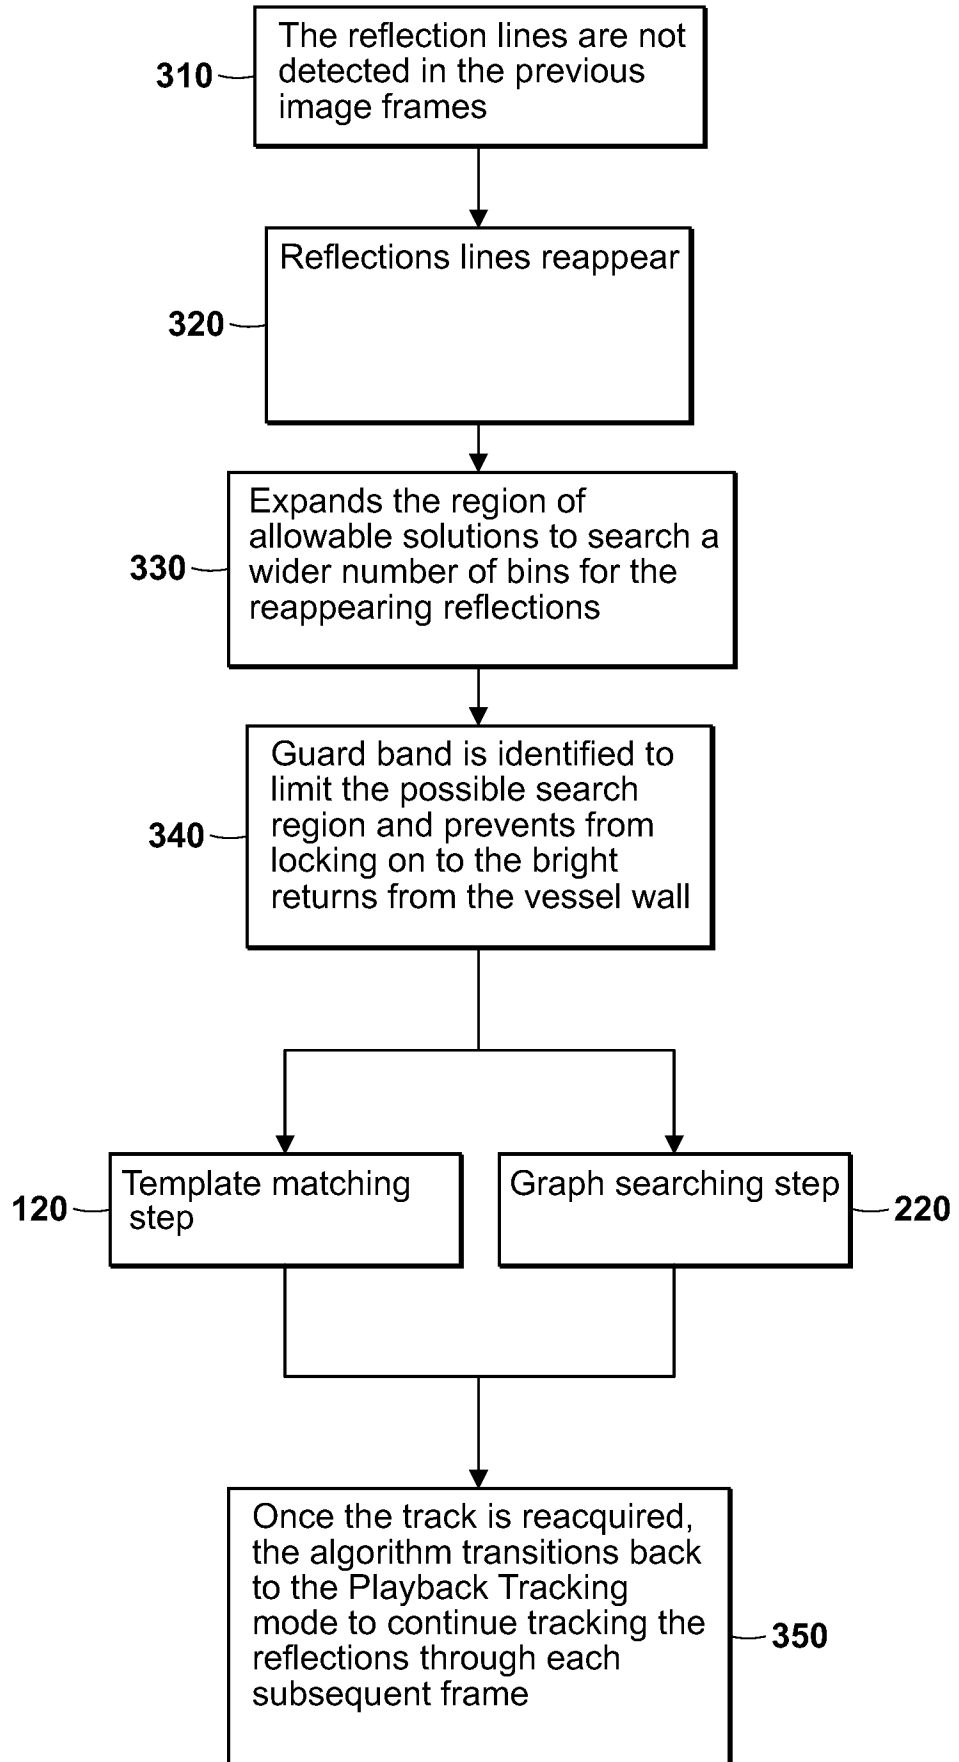 The reflection lines are not
detected in the previous
image frames
310
Reflections lines reappear
320
Expands the region of
allowable solutions to search a
wider number of bins for the
reappearing reflections
330
Guard band is identified to
limit the possible search
region and prevents from
locking on to the bright
returns from the vessel wall
340
Template matching
step
120
Graph searching step
220
Once the track is reacquired,
the algorithm transitions back
to the Playback Tracking
mode to continue tracking the
reflections through each
subsequent frame
350